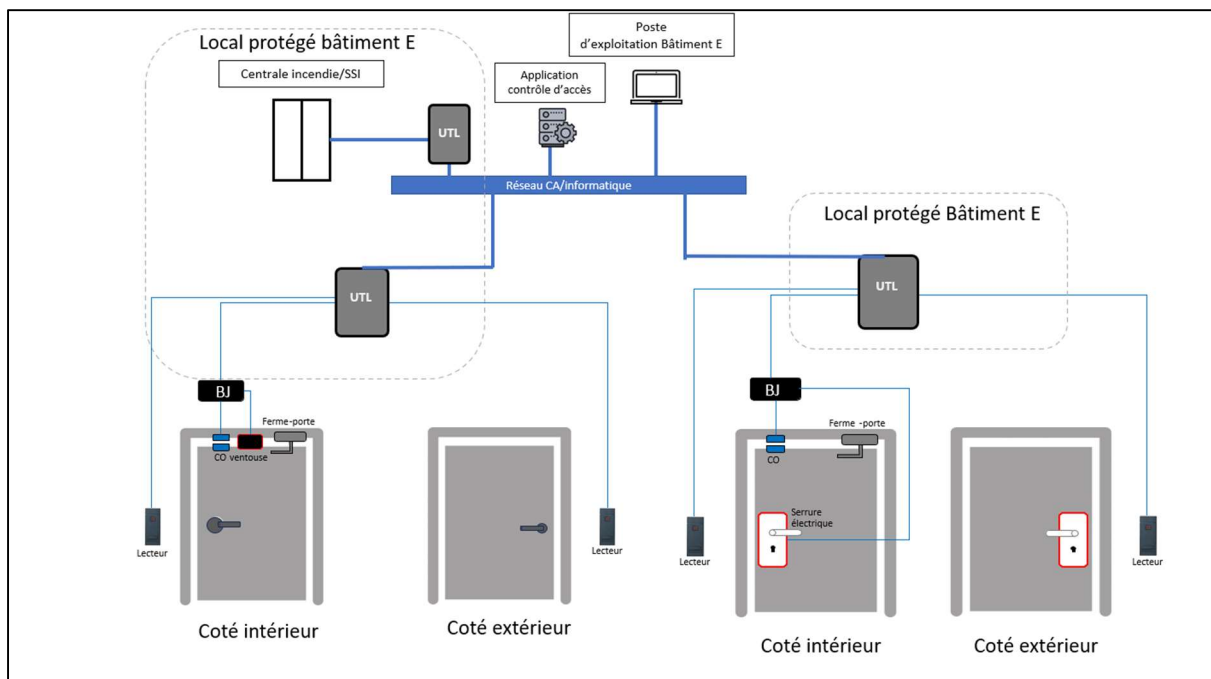 Local protégé bâtiment E
Poste
d'exploitation Bâtiment E
Centrale incendie/SSI
Application
contrôle d'accès
UTL
Réseau CA/informatique
Local protégé Bâtiment E
UTL
UTL
BJ
BJ
Ferme-porte
CO ventouse
Ferme -porte
CO
Serrure
électrique
Lecteur
Lecteur
Lecteur
Lecteur
Coté intérieur
Coté extérieur
Coté intérieur
Coté extérieur